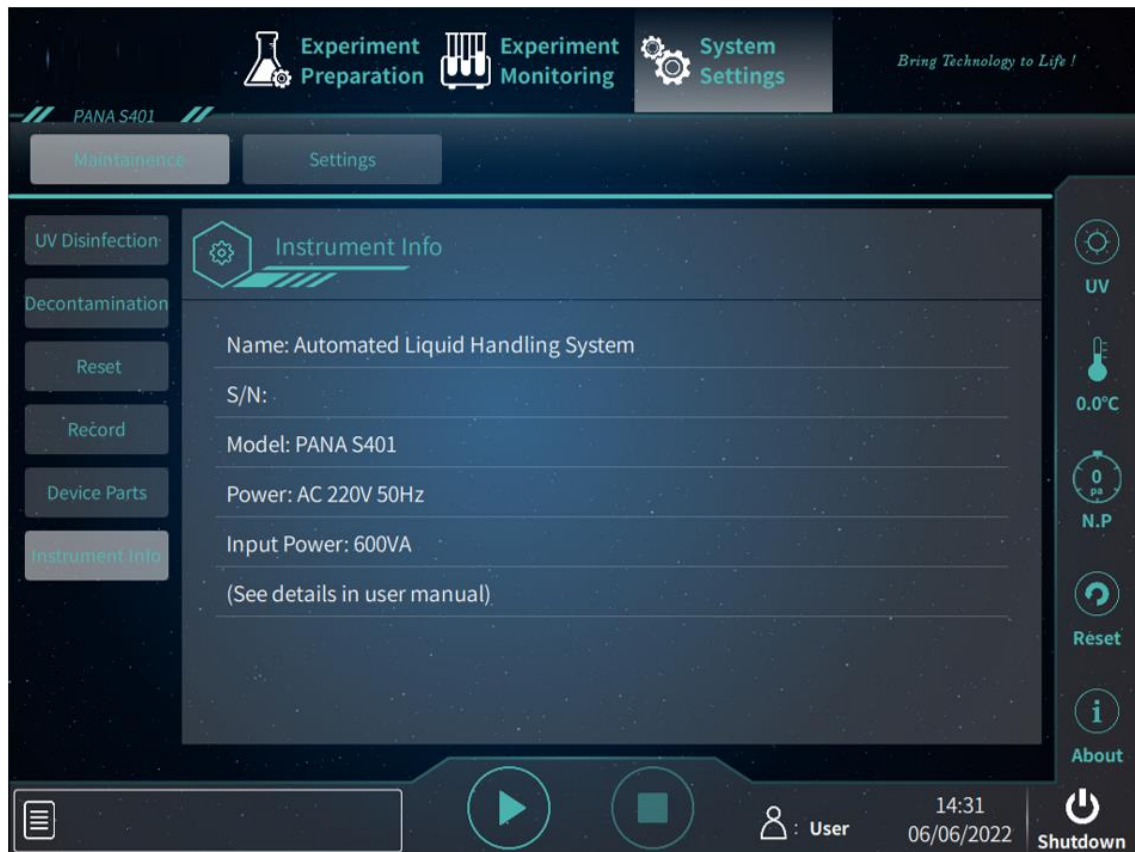 Experiment Preparation
Experiment Monitoring
System Settings
Bring Technology to Life !
PANA S401
Maintainence
Settings
UV Disinfection
Decontamination
Reset
Record
Device Parts
Instrument Info
Instrument Info
Name: Automated Liquid Handling System
S/N:
Model: PANA S401
Power: AC 220V 50Hz
Input Power: 600VA
(See details in user manual)
UV
0.0°C
0
pa
N.P
Reset
i
About
: User
14:31
06/06/2022
Shutdown